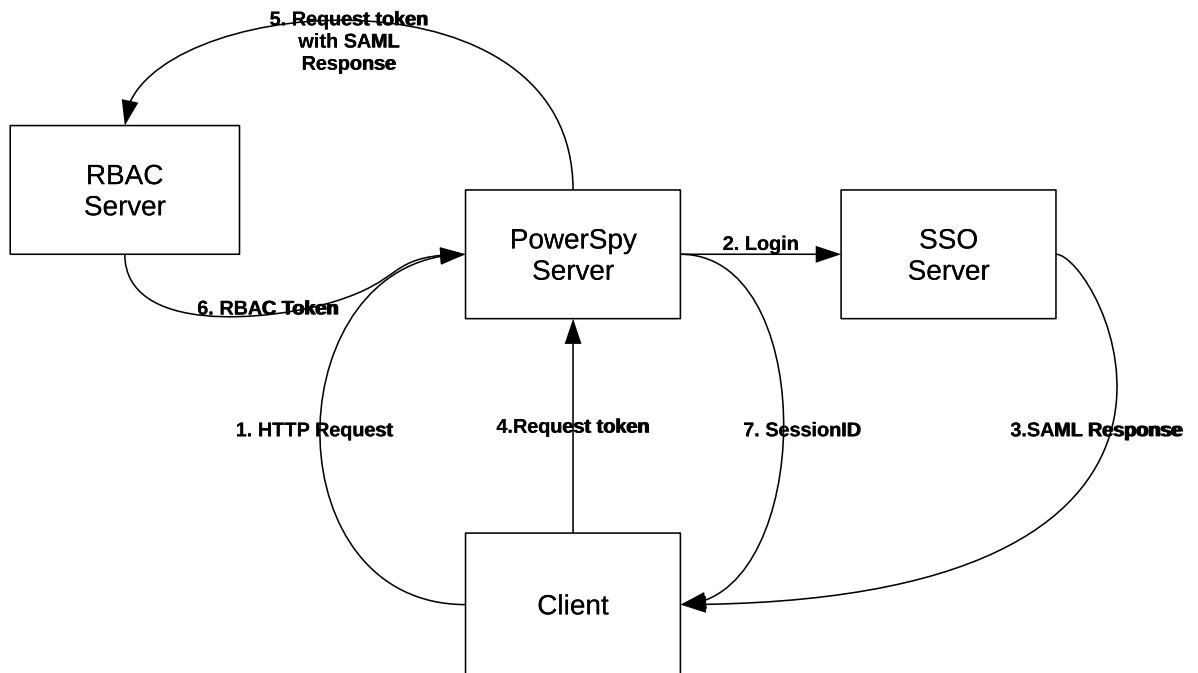 5. Request token
with SAML
Response
RBAC
Server
PowerSpy
Server
2. Login
SSO
Server
6. RBAC Token
1. HTTP Request
4.Request token
7. SessionID
3.SAML Response
Client